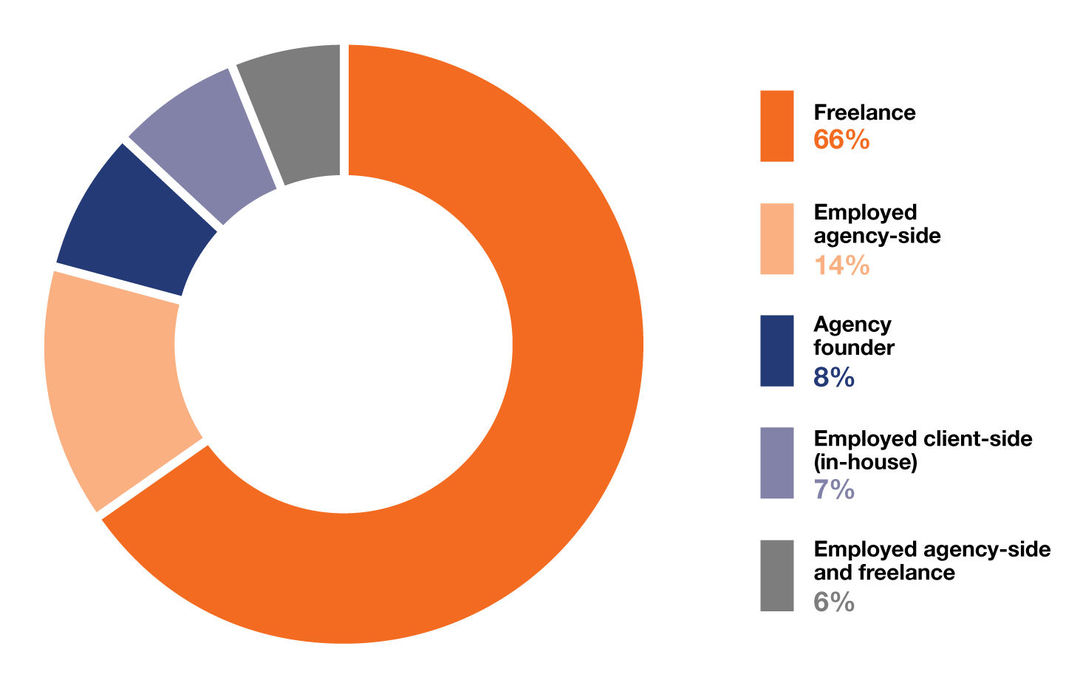 Freelance
66%
Employed
agency-side
14%
Agency
founder
8%
Employed client-side
(in-house)
7%
Employed agency-side
and freelance
6%